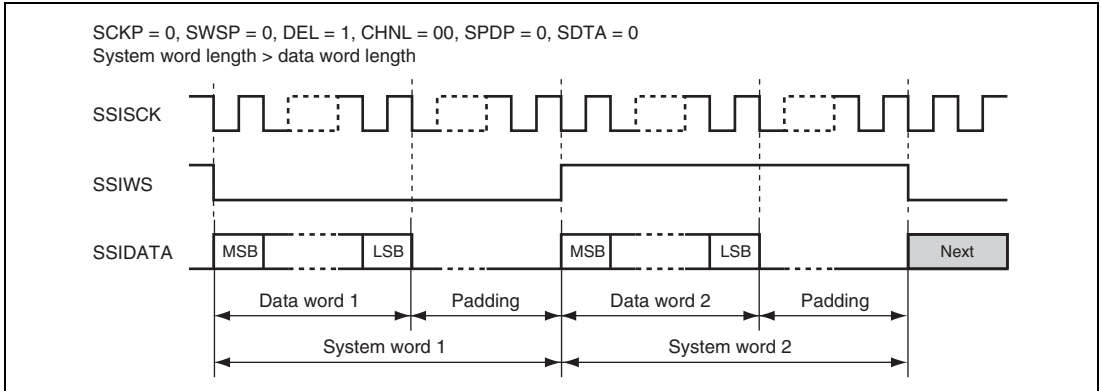 SCKP = 0, SWSP = 0, DEL = 1, CHNL = 00, SPDP = 0, SDTA = 0
System word length > data word length
SSISCK
SSIWS
SSIDATA MSB LSB MSB LSB Next
Data word 1 Padding Data word 2 Padding
System word 1 System word 2